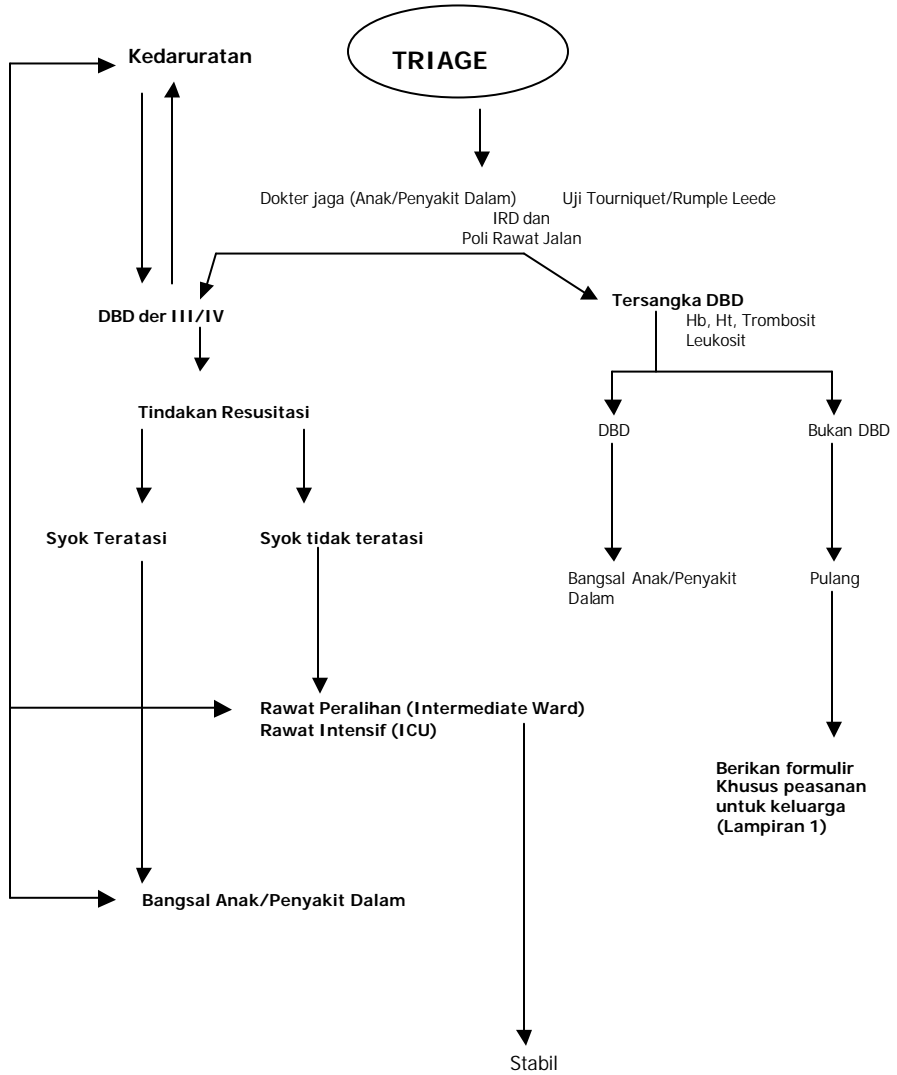 Kedaruratan
TRIAGE
Dokter jaga (Anak/Penyakit Dalam) Uji Tourniquet/Rumple Leede
IRD dan
Poli Rawat Jalan
DBD der III/IV
Tersangka DBD
Hb, Ht, Trombosit
Leukosit
Tindakan Resusitasi
DBD
Bukan DBD
Syok Teratasi
Syok tidak teratasi
Bangsal Anak/Penyakit
Dalam
Pulang
Rawat Peralihan (Intermediate Ward)
Rawat Intensif (ICU)
Berikan formulir
Khusus peasanan
untuk keluarga
(Lampiran 1)
Bangsal Anak/Penyakit Dalam
Stabil